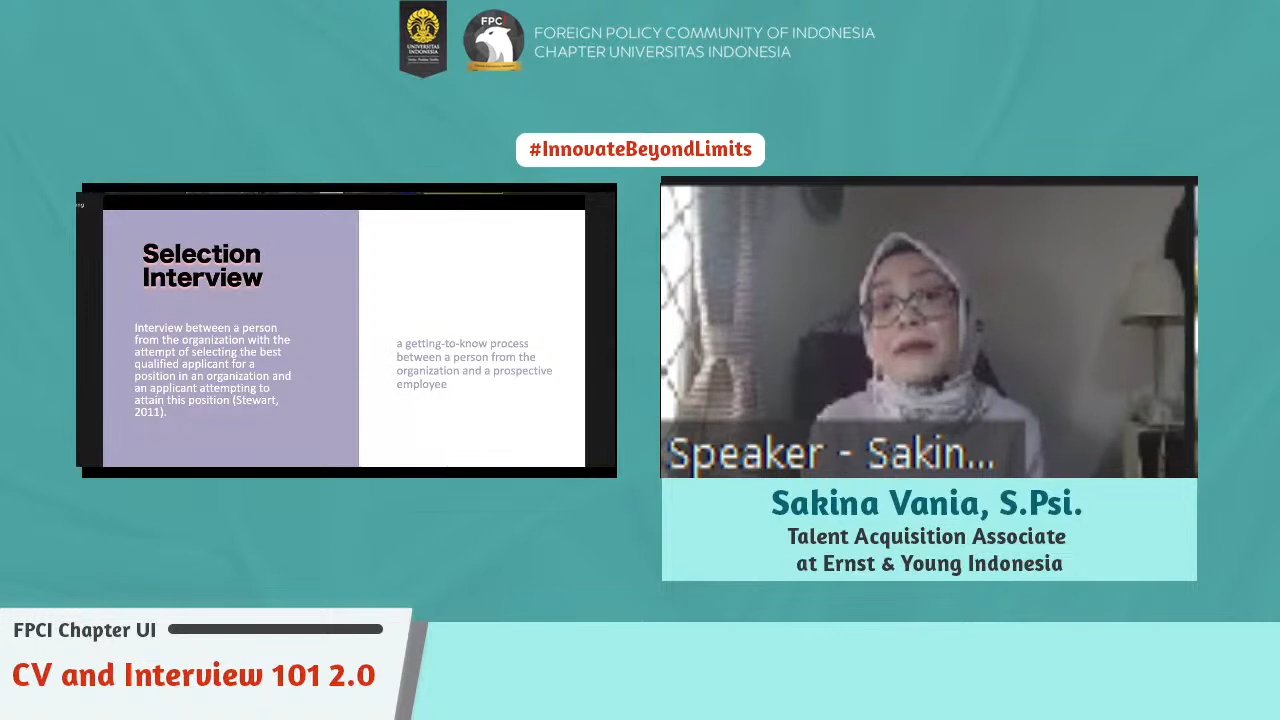 UNIVERSITAS
INDONESIA
FPCI
FOREIGN POLICY COMMUNITY OF INDONESIA
CHAPTER UNIVERSITAS INDONESIA
#InnovateBeyondLimits
Selection
Interview
Interview between a person
from the organization with the
attempt of selecting the best
qualified applicant for a
position in an organization and
an applicant attempting to
attain this position (Stewart,
2011).
a getting-to-know process
between a person from the
organization and a prospective
employee
Speaker - Sakin...
Sakina Vania, S.Psi.
Talent Acquisition Associate
at Ernst & Young Indonesia
FPCI Chapter UI
CV and Interview 101 2.0